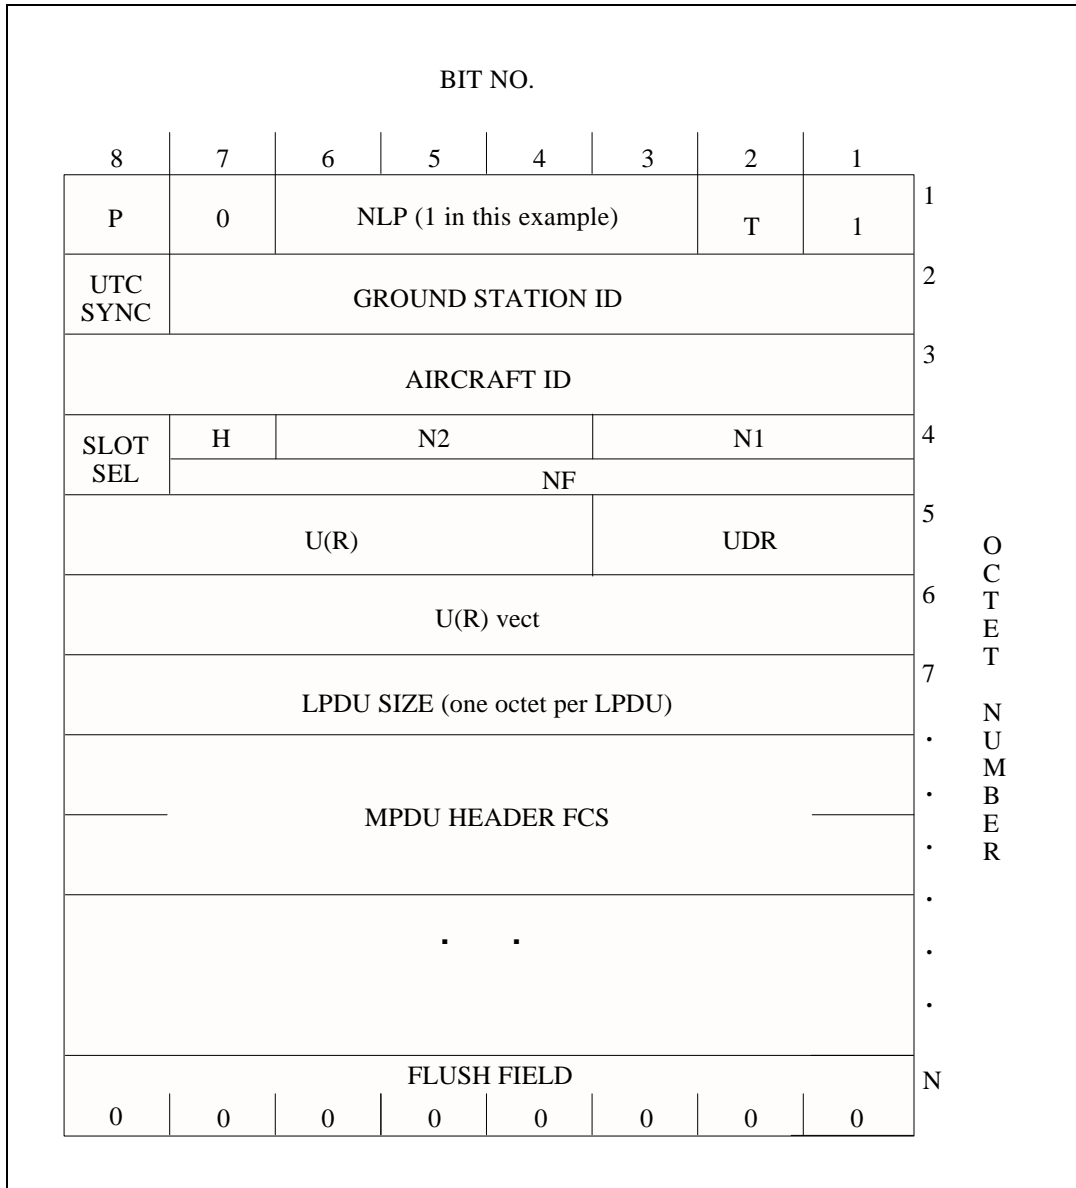 BIT NO.
8 7 6 5 4 3 2 1
P 0 NLP (1 in this example) T 1 1
UTC SYNC GROUND STATION ID 2
AIRCRAFT ID 3
SLOT SEL H N2 N1 4
NF
U(R) UDR 5
U(R) vect 6
LPDU SIZE (one octet per LPDU) 7
MPDU HEADER FCS
. .
FLUSH FIELD N
0 0 0 0 0 0 0 0
OCTET NUMBER